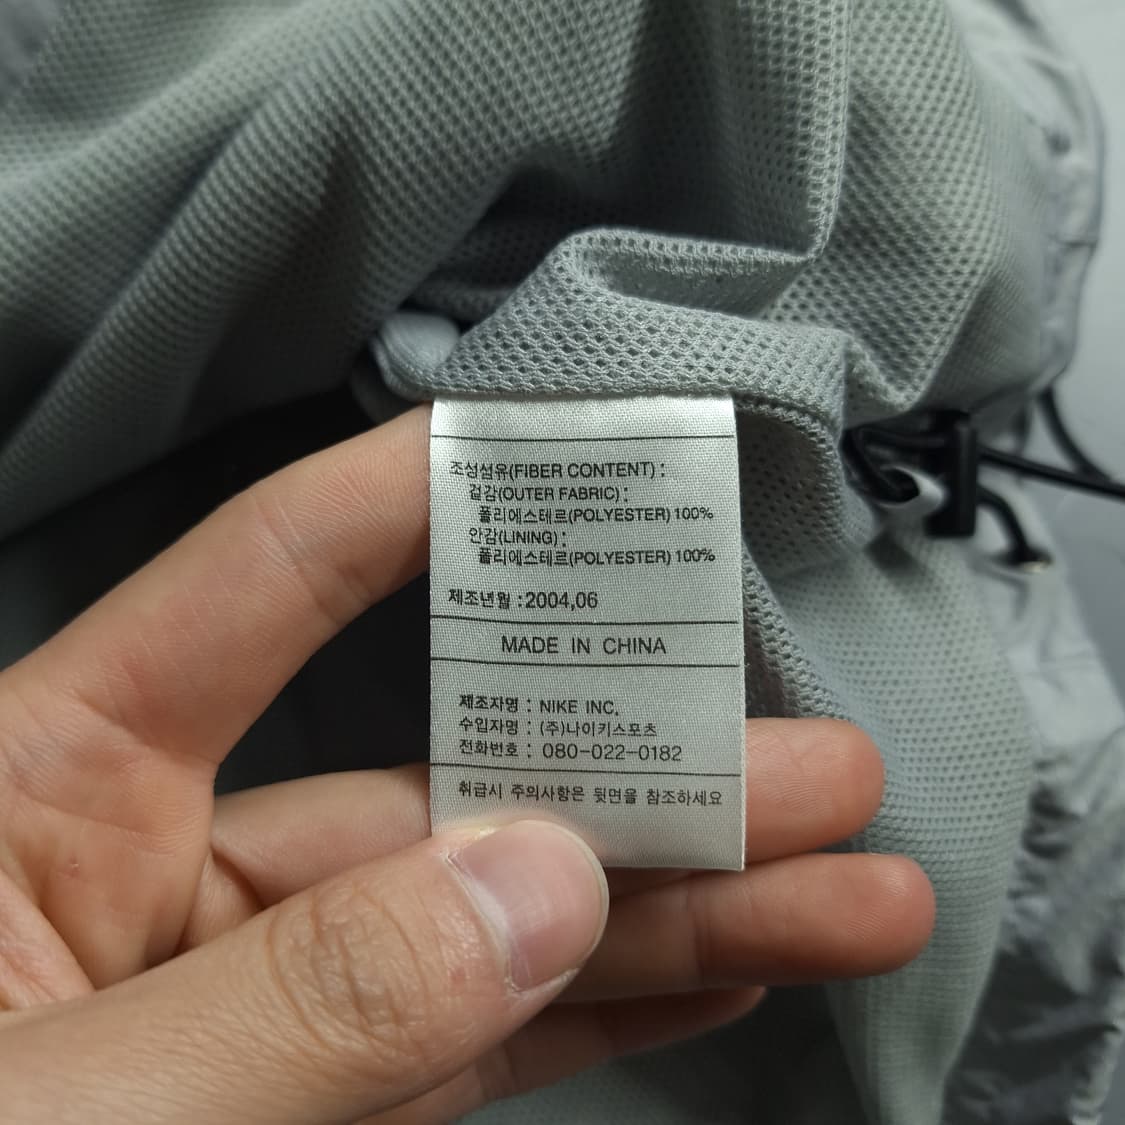 조성섬유(FIBER CONTENT) :
겉감(OUTER FABRIC) :
폴리에스테르(POLYESTER) 100%
안감(LINING) :
폴리에스테르(POLYESTER) 100%
제조년월 : 2004,06
MADE IN CHINA
제조자명 : NIKE INC.
수입자명 : (주)나이키스포츠
전화번호 : 080-022-0182
취급시 주의사항은 뒷면을 참조하세요